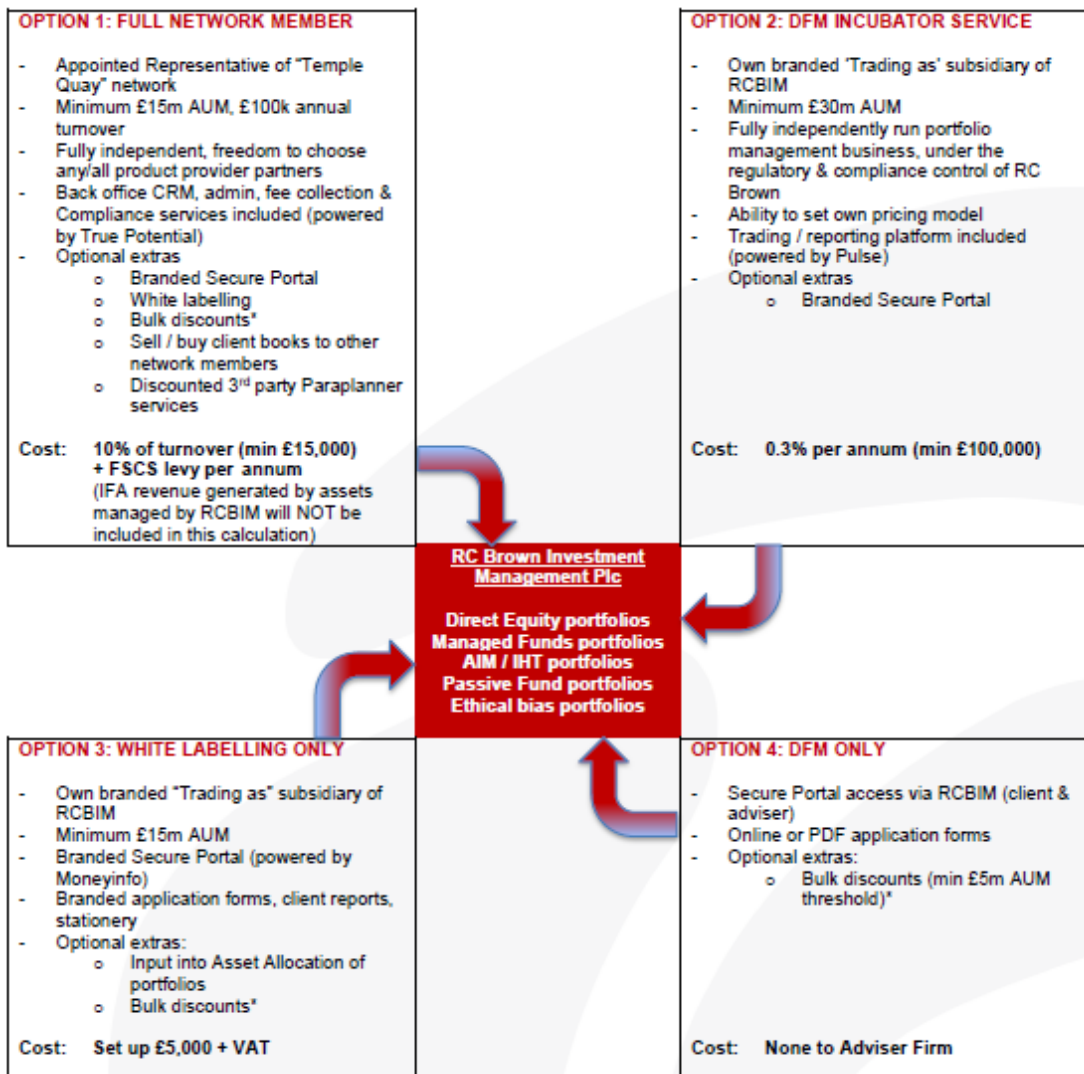 OPTION 1: FULL NETWORK MEMBER
- Appointed Representative of "Temple
Quay" network
- Minimum £15m AUM, £100k annual
turnover
- Fully independent, freedom to choose
any/all product provider partners
- Back office CRM, admin, fee collection &
Compliance services included (powered
by True Potential)
- Optional extras
o Branded Secure Portal
o White labelling
o Bulk discounts*
o Sell / buy client books to other
network members
o Discounted 3rd party Paraplanner
services
Cost: 10% of turnover (min £15,000)
+ FSCS levy per annum
(IFA revenue generated by assets
managed by RCBIM will NOT be
included in this calculation)
OPTION 2: DFM INCUBATOR SERVICE
- Own branded 'Trading as' subsidiary of
RCBIM
- Minimum £30m AUM
- Fully independently run portfolio
management business, under the
regulatory & compliance control of RC
Brown
- Ability to set own pricing model
- Trading / reporting platform included
(powered by Pulse)
- Optional extras
o Branded Secure Portal
Cost: 0.3% per annum (min £100,000)
RC Brown Investment
Management Plc
Direct Equity portfolios
Managed Funds portfolios
AIM / IHT portfolios
Passive Fund portfolios
Ethical bias portfolios
OPTION 3: WHITE LABELLING ONLY
- Own branded "Trading as" subsidiary of
RCBIM
- Minimum £15m AUM
- Branded Secure Portal (powered by
Moneyinfo)
- Branded application forms, client reports,
stationery
- Optional extras:
o Input into Asset Allocation of
portfolios
o Bulk discounts*
Cost: Set up £5,000 + VAT
OPTION 4: DFM ONLY
- Secure Portal access via RCBIM (client &
adviser)
- Online or PDF application forms
- Optional extras:
o Bulk discounts (min £5m AUM
threshold)*
Cost: None to Adviser Firm